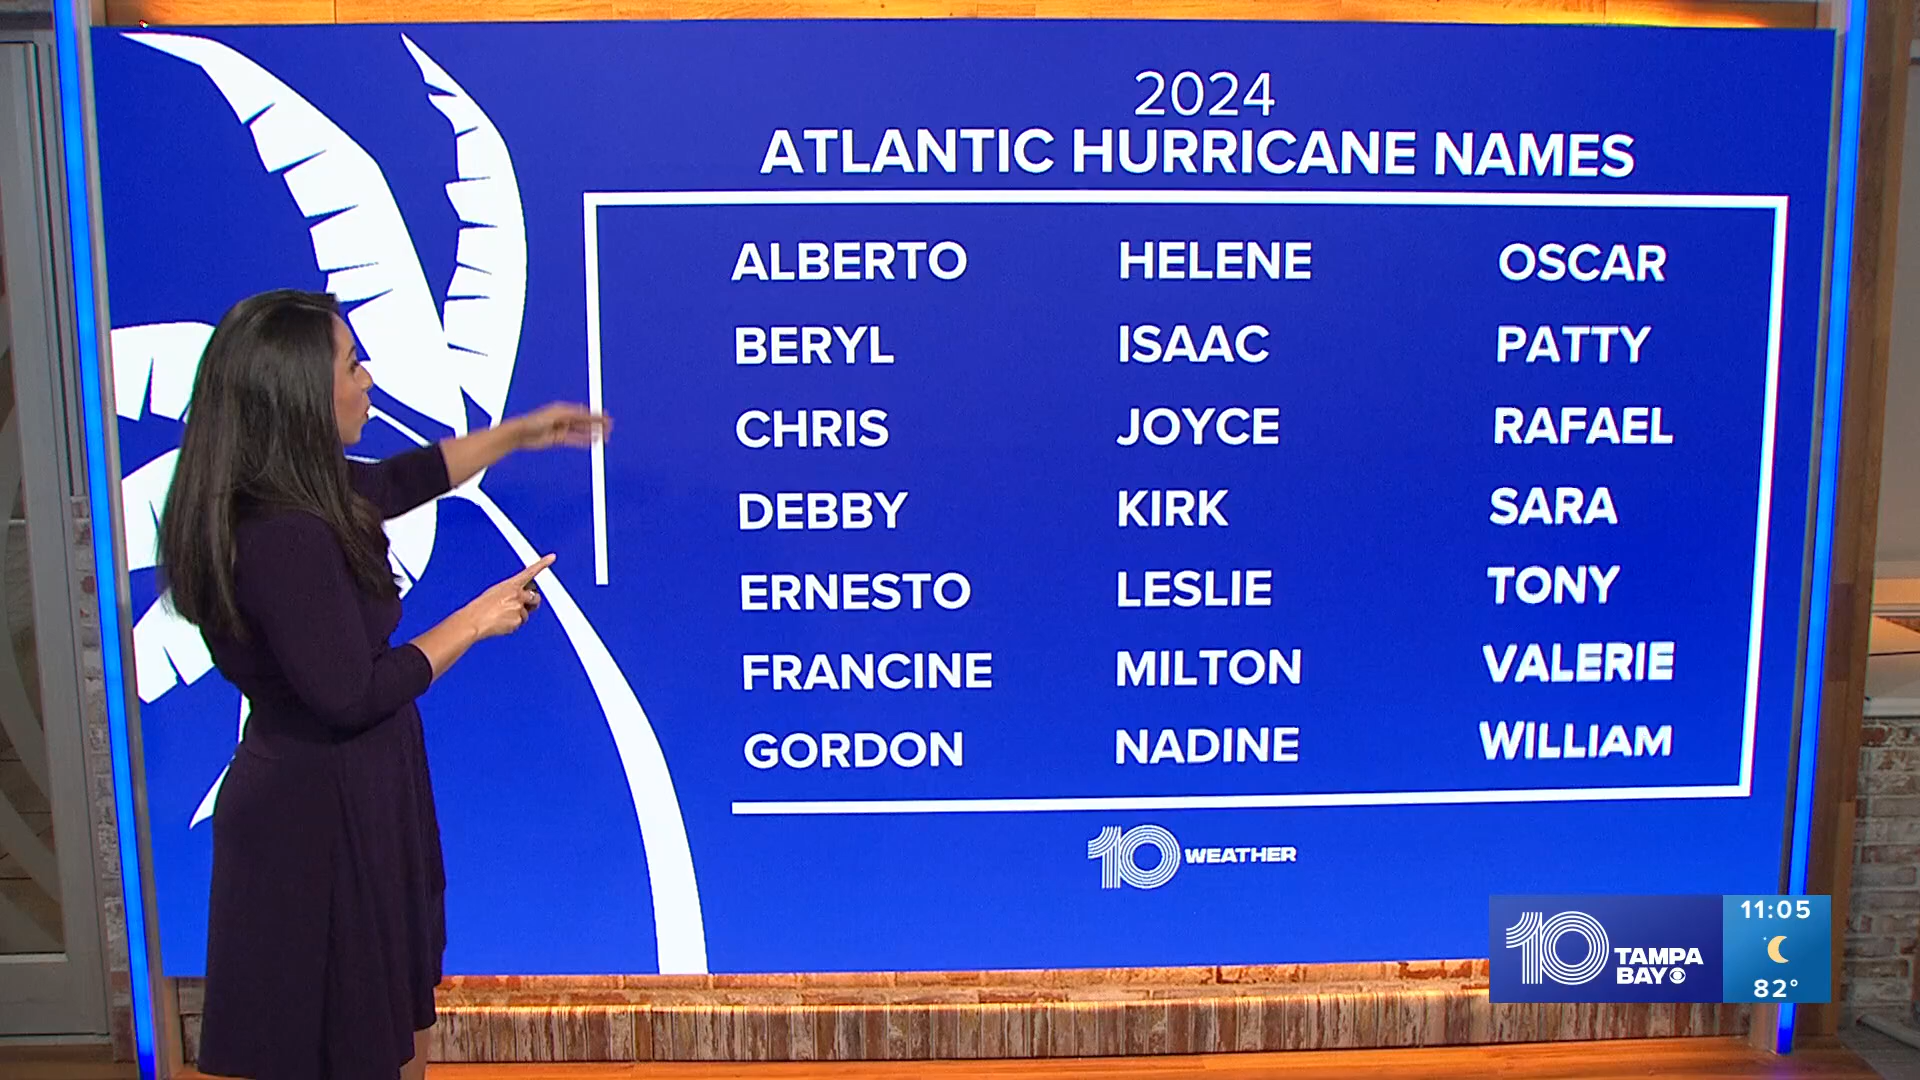 2024
ATLANTIC HURRICANE NAMES
ALBERTO
BERYL
CHRIS
DEBBY
ERNESTO
FRANCINE
GORDON
HELENE
ISAAC
JOYCE
KIRK
LESLIE
MILTON
NADINE
OSCAR
PATTY
RAFAEL
SARA
TONY
VALERIE
WILLIAM
10 WEATHER
10 TAMPA BAY
11:05
82°